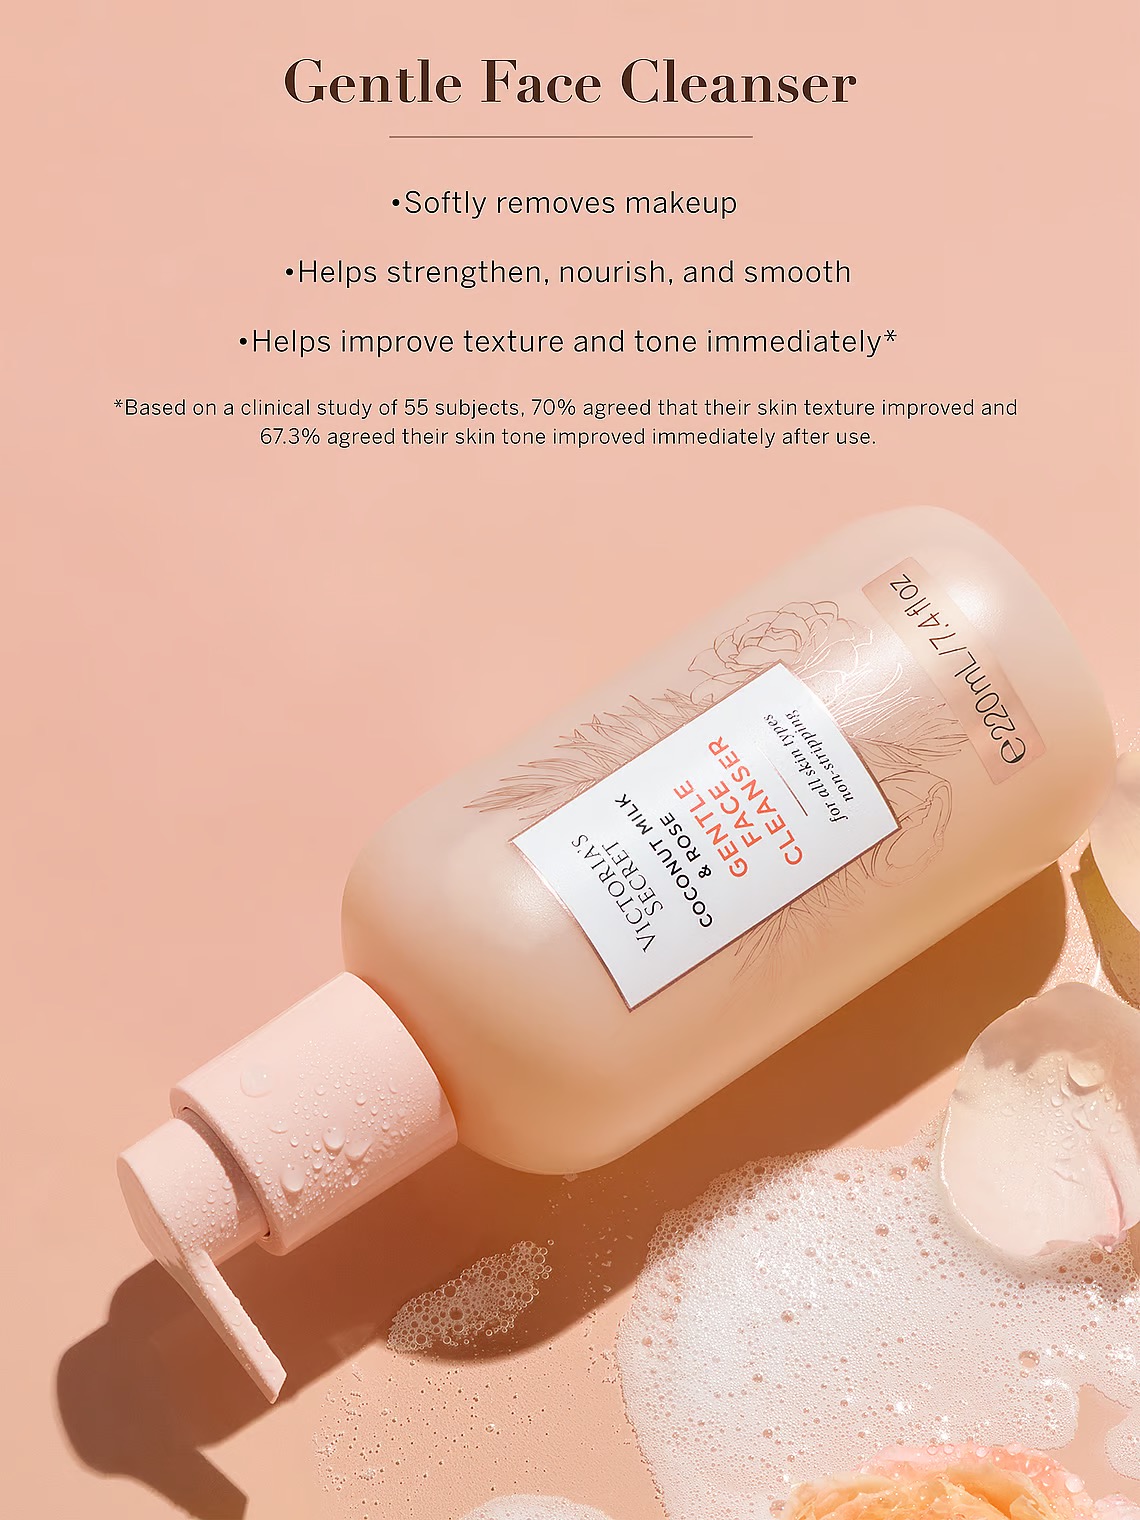 Gentle Face Cleanser
•Softly removes makeup
•Helps strengthen, nourish, and smooth
•Helps improve texture and tone immediately*
*Based on a clinical study of 55 subjects, 70% agreed that their skin texture improved and
67.3% agreed their skin tone improved immediately after use.
VICTORIA'S
SECRET
COCONUT MILK
& ROSE
GENTLE
FACE
CLEANSER
for all skin types
non-stripping
℮220mL/7.4 fl oz